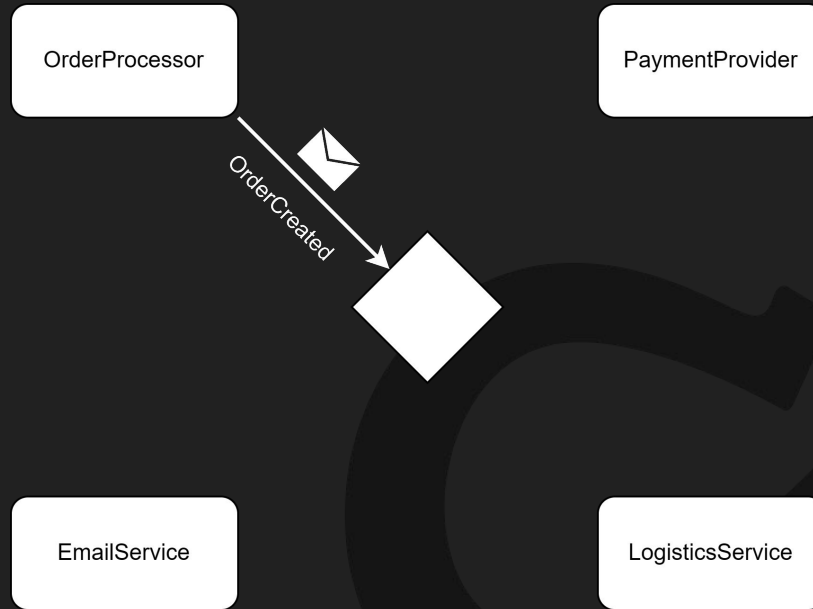 OrderProcessor
PaymentProvider
OrderCreated
EmailService
LogisticsService